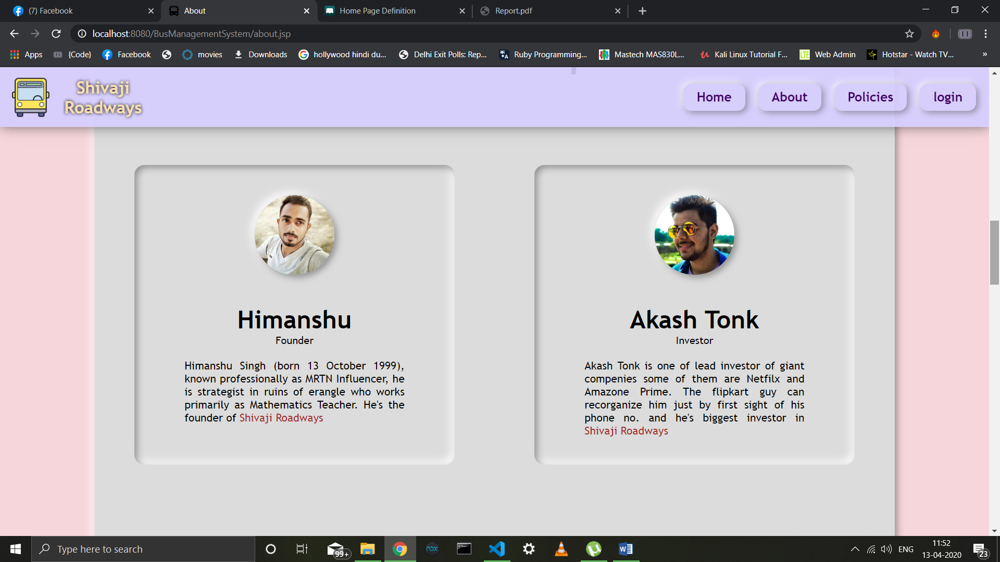 (7) Facebook
About
Home Page Definition
Report.pdf
localhost:8080/BusManagementSystem/about.jsp
Apps
{Code}
Facebook
movies
Downloads
hollywood hindi du...
Delhi Exit Polls: Rep...
Ruby Programming...
Mastech MAS830L...
Kali Linux Tutorial F...
LTE
Web Admin
Hotstar - Watch TV...
»
Shivaji
Roadways
Home
About
Policies
login
Himanshu
Founder
Himanshu Singh (born 13 October 1999),
known professionally as MRTN Influencer, he
is strategist in ruins of erangle who works
primarily as Mathematics Teacher. He's the
founder of Shivaji Roadways
Akash Tonk
Investor
Akash Tonk is one of lead investor of giant
compenies some of them are Netfilx and
Amazone Prime. The flipkart guy can
recorganize him just by first sight of his
phone no. and he's biggest investor in
Shivaji Roadways
Type here to search
99+
nox
ENG
11:52
13-04-2020
23